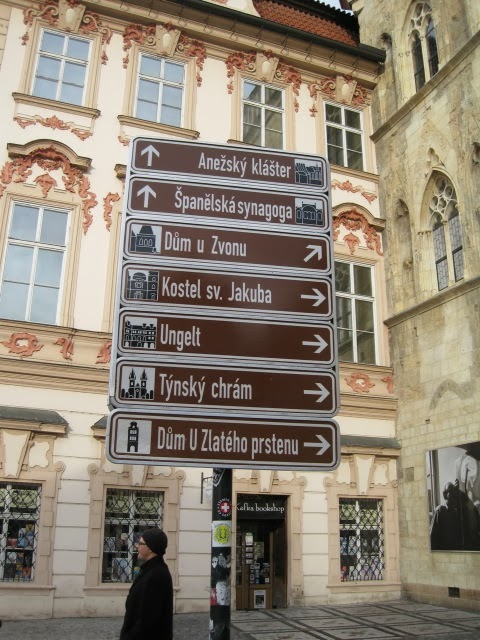 Anežský klášter
Španělská synagoga
Dům u Zvonu
Kostel sv. Jakuba
Ungelt
Týnský chrám
Dům U Zlatého prstenu
Kafka bookshop